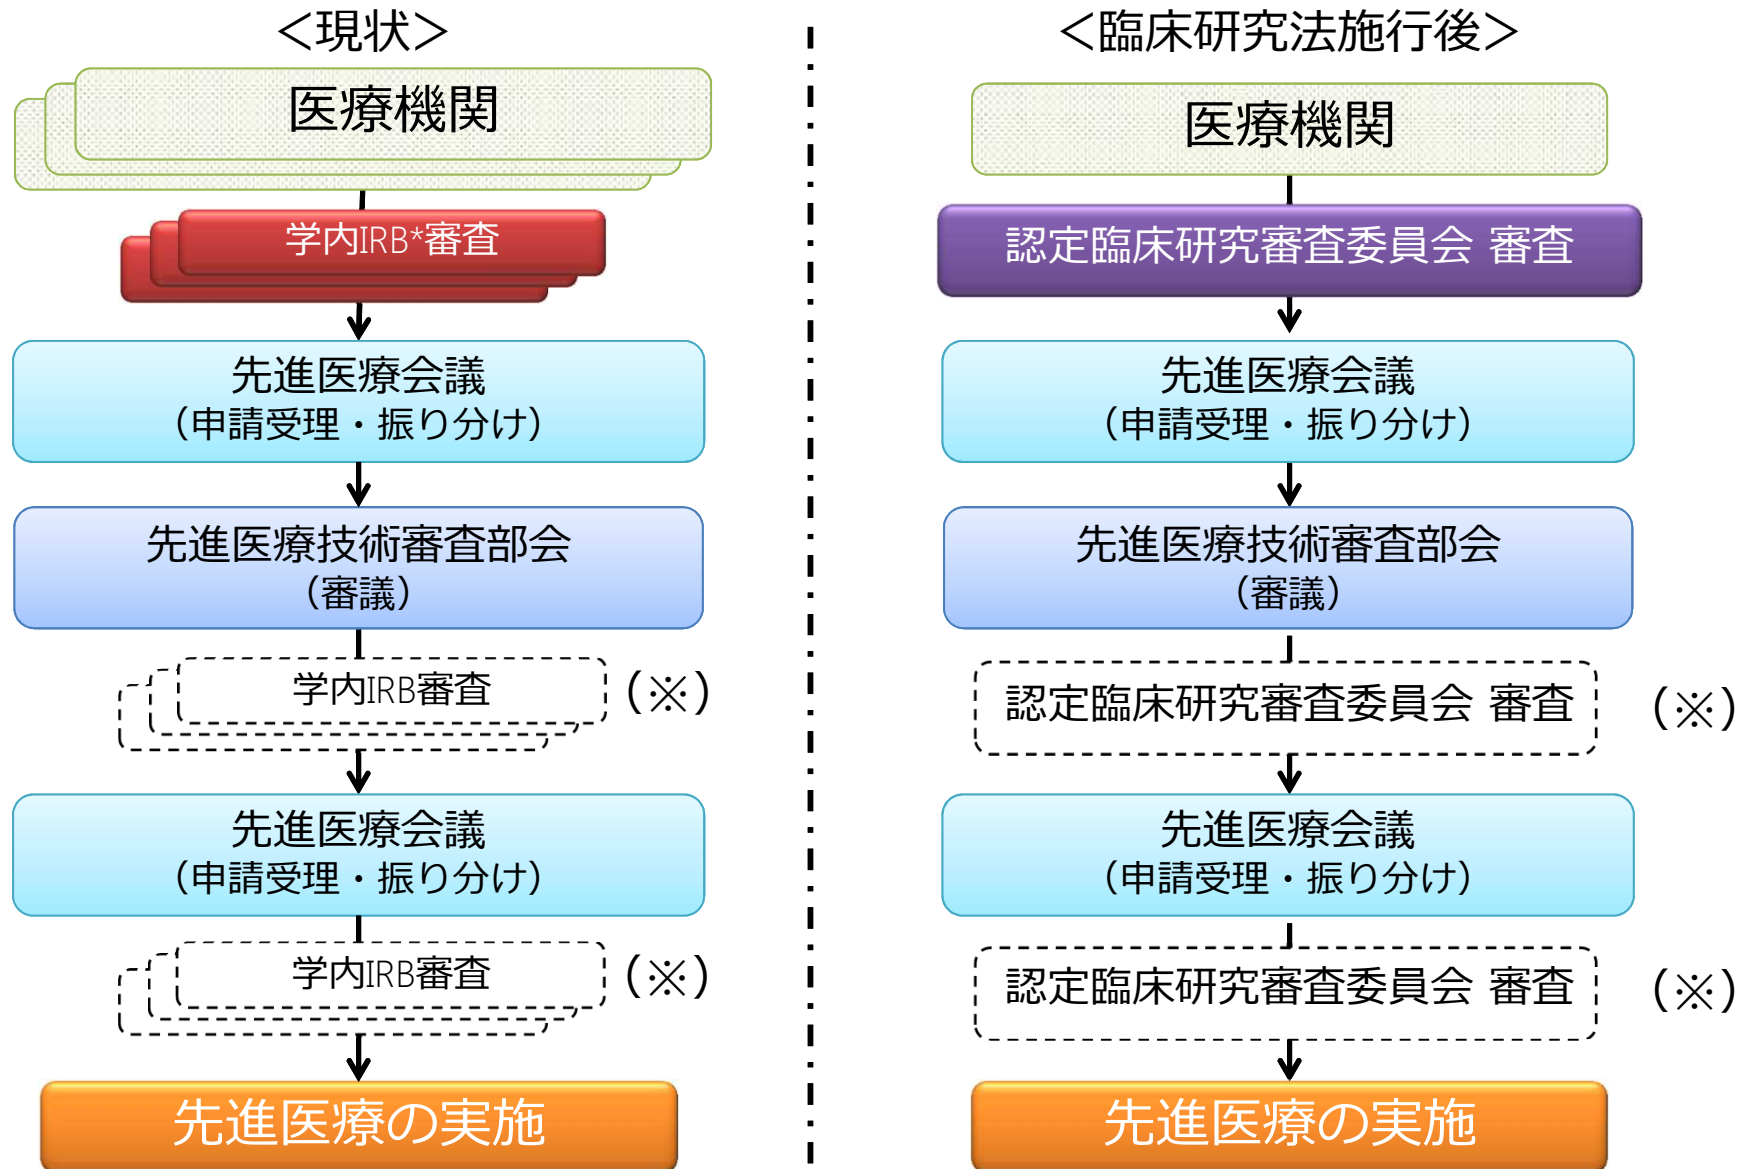 ＜現状＞
医療機関
学内IRB*審査
先進医療会議
（申請受理・振り分け）
先進医療技術審査部会
（審議）
学内IRB審査
（※）
先進医療会議
（申請受理・振り分け）
学内IRB審査
（※）
先進医療の実施
＜臨床研究法施行後＞
医療機関
認定臨床研究審査委員会 審査
先進医療会議
（申請受理・振り分け）
先進医療技術審査部会
（審議）
認定臨床研究審査委員会 審査
（※）
先進医療会議
（申請受理・振り分け）
認定臨床研究審査委員会 審査
（※）
先進医療の実施